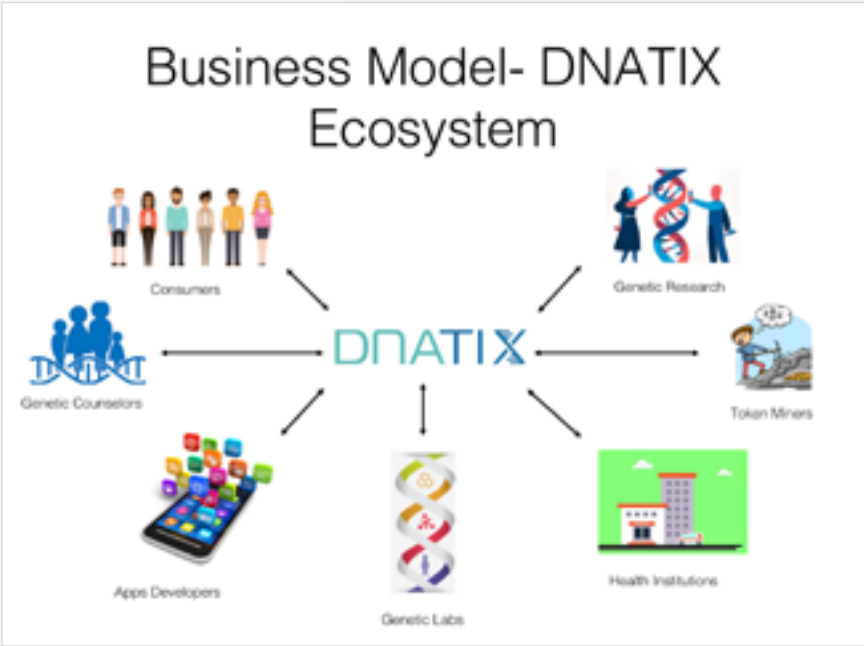 Business Model- DNATIX
Ecosystem
Consumers
Genetic Research
DNATIX
Genetic Counselors
Token Miners
Apps Developers
Genetic Labs
Health Institutions